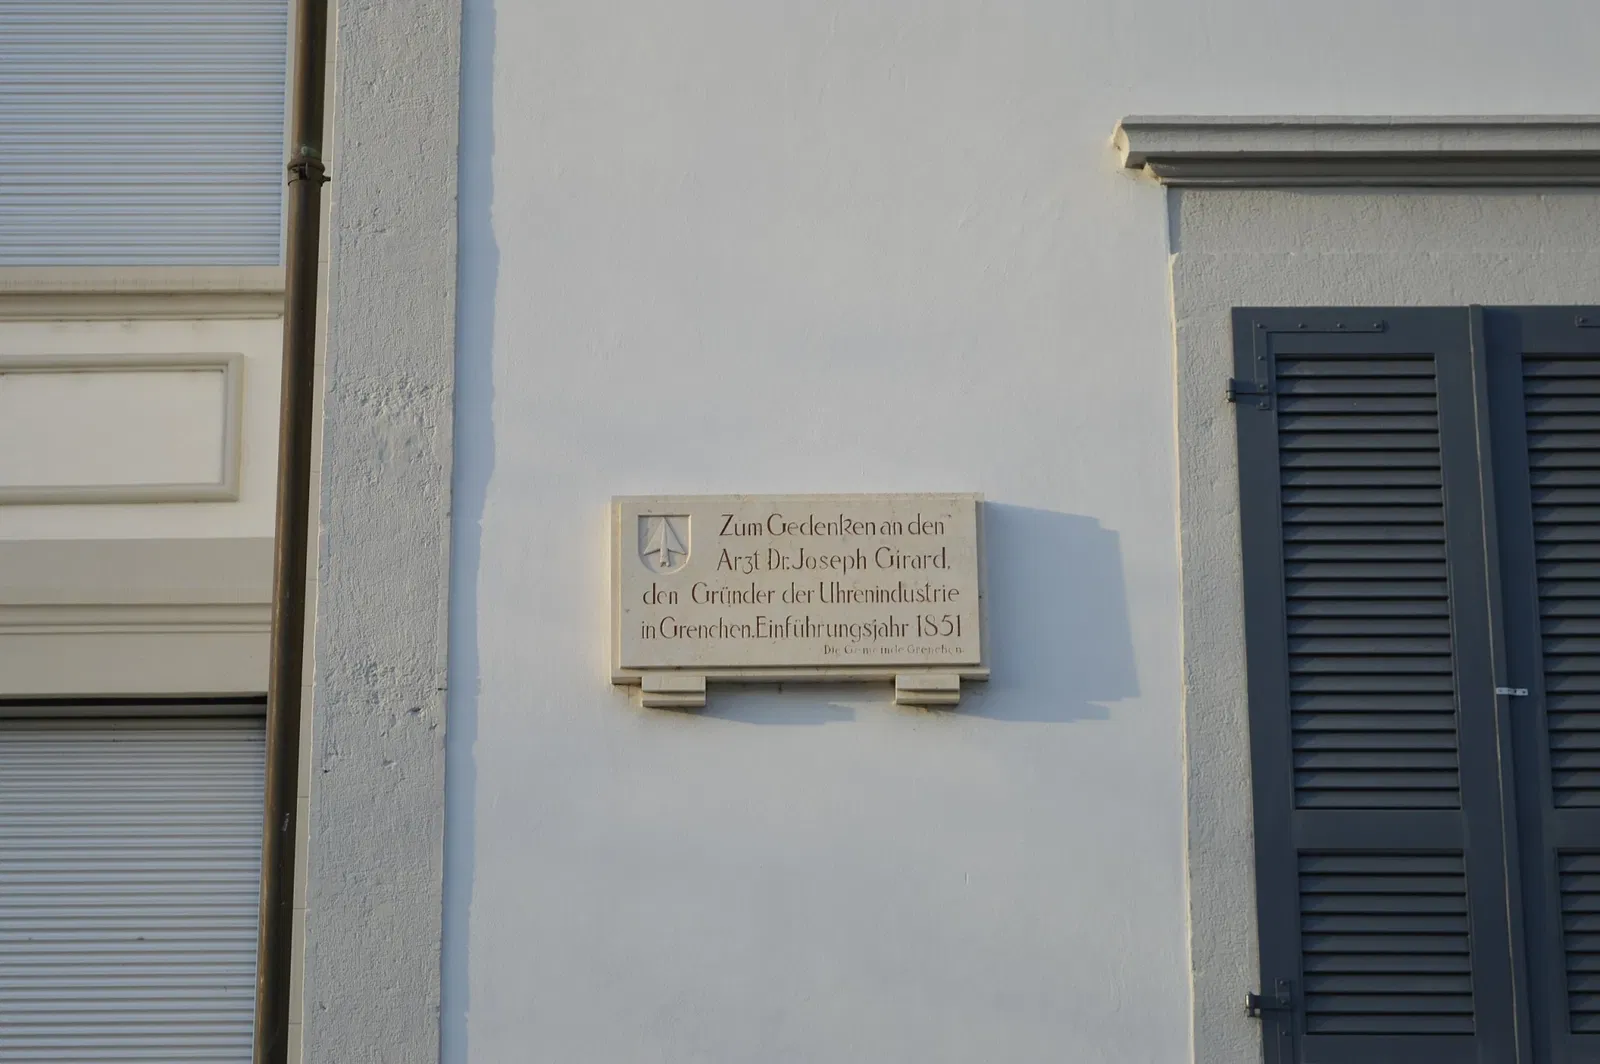 Zum Gedenken an den
Arzt Dr. Joseph Girard,
den Gründer der Uhrenindustrie
in Grenchen. Einführungsjahr 1851
Die Gemeinde Grenchen.